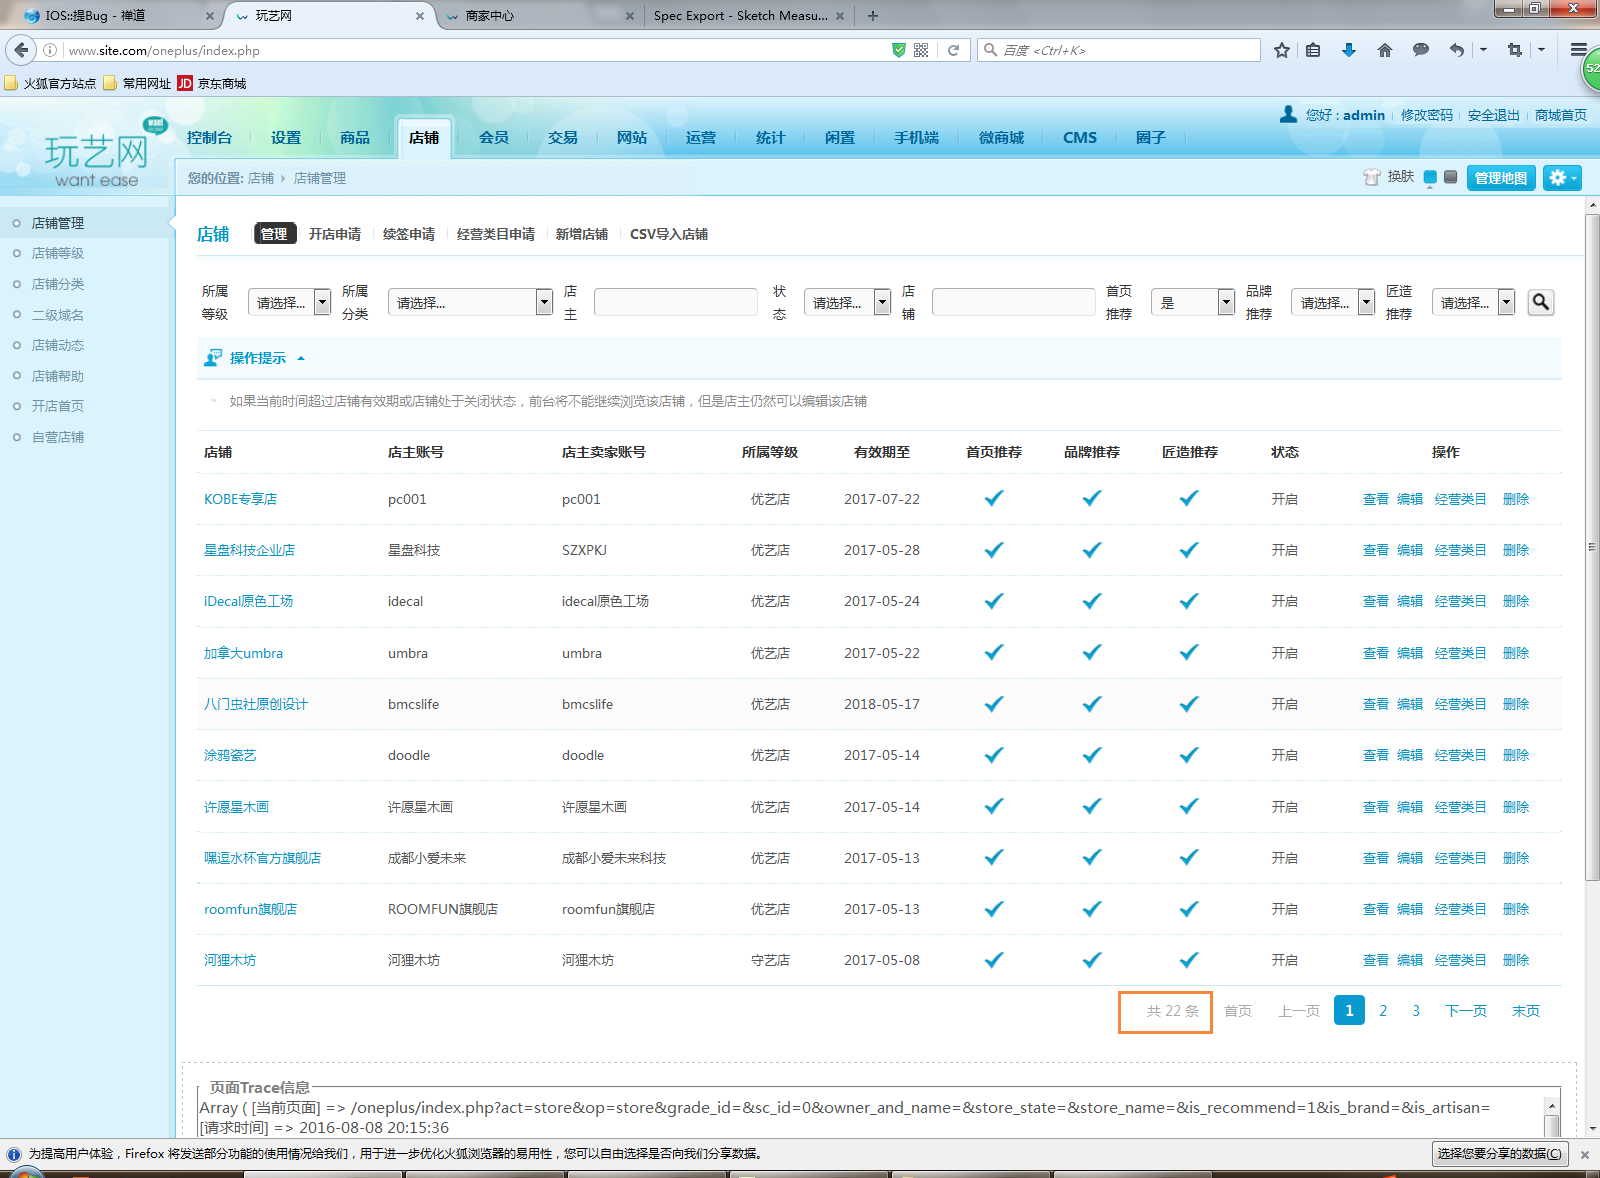 IOS::提Bug - 禅道
玩艺网
商家中心
Spec Export - Sketch Measu...
www.site.com/oneplus/index.php
百度 <Ctrl+K>
52
火狐官方站点 常用网址 JD 京东商城
您好 : admin 修改密码 安全退出 商城首页
玩艺网 want ease
want ease
控制台 设置 商品 店铺 会员 交易 网站 运营 统计 闲置 手机端 微商城 CMS 圈子
您的位置: 店铺 › 店铺管理
换肤 管理地图
店铺管理
店铺等级
店铺分类
二级域名
店铺动态
店铺帮助
开店首页
自营店铺
店铺 管理 开店申请 续签申请 经营类目申请 新增店铺 CSV导入店铺
所属等级 请选择... 所属分类 请选择... 店主 状态 请选择... 店铺 首页推荐 是 品牌推荐 请选择... 匠造推荐 请选择...
操作提示
如果当前时间超过店铺有效期或店铺处于关闭状态，前台将不能继续浏览该店铺，但是店主仍然可以编辑该店铺
店铺 店主账号 店主卖家账号 所属等级 有效期至 首页推荐 品牌推荐 匠造推荐 状态 操作
KOBE专享店 pc001 pc001 优艺店 2017-07-22 开启 查看 编辑 经营类目 删除
星盘科技企业店 星盘科技 SZXPKJ 优艺店 2017-05-28 开启 查看 编辑 经营类目 删除
iDecal原色工场 idecal idecal原色工场 优艺店 2017-05-24 开启 查看 编辑 经营类目 删除
加拿大umbra umbra umbra 优艺店 2017-05-22 开启 查看 编辑 经营类目 删除
八门虫社原创设计 bmcslife bmcslife 优艺店 2018-05-17 开启 查看 编辑 经营类目 删除
涂鸦瓷艺 doodle doodle 优艺店 2017-05-14 开启 查看 编辑 经营类目 删除
许愿星木画 许愿星木画 许愿星木画 优艺店 2017-05-14 开启 查看 编辑 经营类目 删除
嘿逗水杯官方旗舰店 成都小爱未来 成都小爱未来科技 优艺店 2017-05-13 开启 查看 编辑 经营类目 删除
roomfun旗舰店 ROOMFUN旗舰店 roomfun旗舰店 优艺店 2017-05-13 开启 查看 编辑 经营类目 删除
河狸木坊 河狸木坊 河狸木坊 守艺店 2017-05-08 开启 查看 编辑 经营类目 删除
共 22 条 首页 上一页 1 2 3 下一页 末页
页面Trace信息
Array ( [当前页面] => /oneplus/index.php?act=store&op=store&grade_id=&sc_id=0&owner_and_name=&store_state=&store_name=&is_recommend=1&is_brand=&is_artisan=
[请求时间] => 2016-08-08 20:15:36
为提高用户体验，Firefox 将发送部分功能的使用情况给我们，用于进一步优化火狐浏览器的易用性，您可以自由选择是否向我们分享数据。 选择您要分享的数据(C)